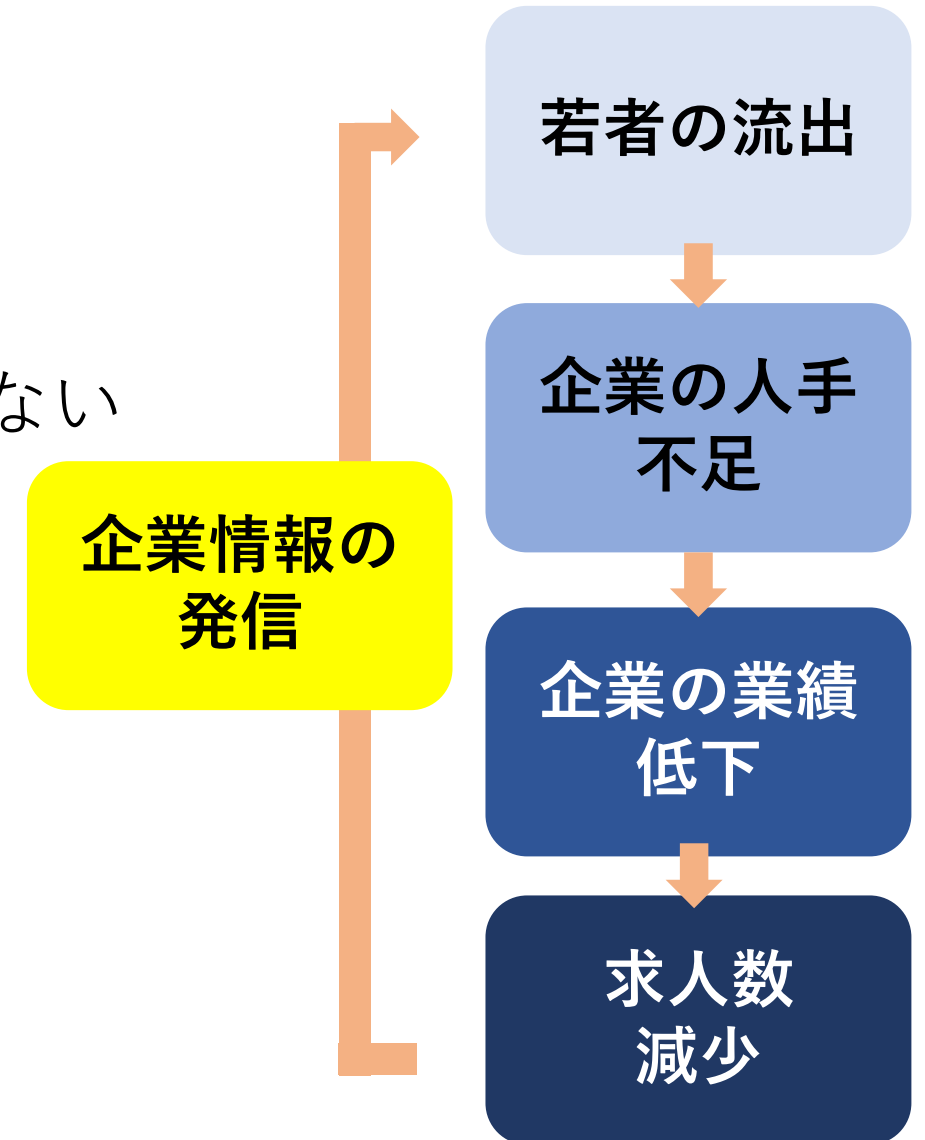 若者の流出
企業の人手
不足
ない
企業情報の
発信
企業の業績
低下
求人数
減少